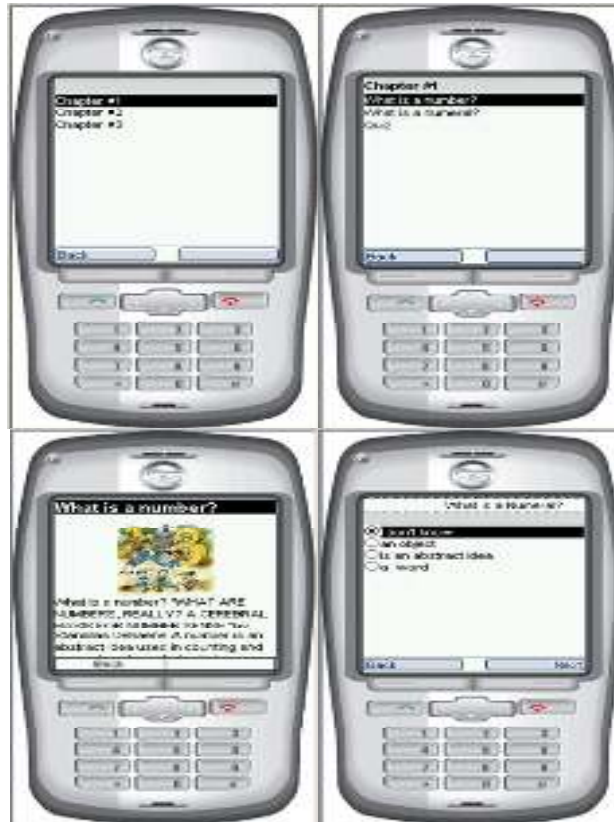 Chapter #1
Chapter #2
Chapter #3
Back
Chapter #1
What is a number?
What is a numeral?
Quiz
Back
What is a number?
What is a number? "WHAT ARE
NUMBERS, REALLY? A CEREBRAL
NUMBER SENSE"
A number is an
abstract idea used in counting and
Back
What is a Numeral?
I don't know
an object
is an abstract idea
a word
Back
Next